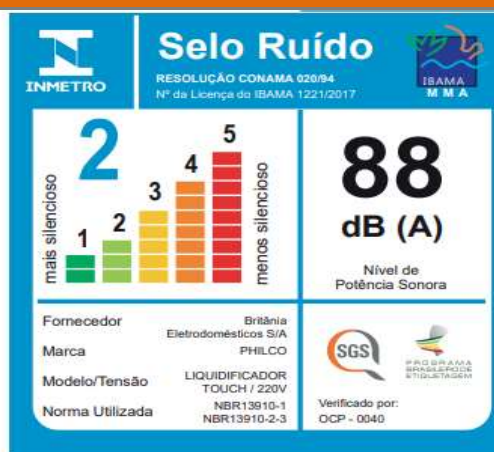 INMETRO
Selo Ruído
RESOLUÇÃO CONAMA 020/94
Nº da Licença do IBAMA 1221/2017
IBAMA
M M A
2
mais silencioso
1
2
3
4
5
menos silencioso
88
dB (A)
Nível de
Potência Sonora
Fornecedor
Britânia
Eletrodomésticos S/A
Marca
PHILCO
Modelo/Tensão
LIQUIDIFICADOR
TOUCH / 220V
Norma Utilizada
NBR13910-1
NBR13910-2-3
SGS
PROGRAMA
BRASILEIRO DE
ETIQUETAGEM
Verificado por:
OCP - 0040